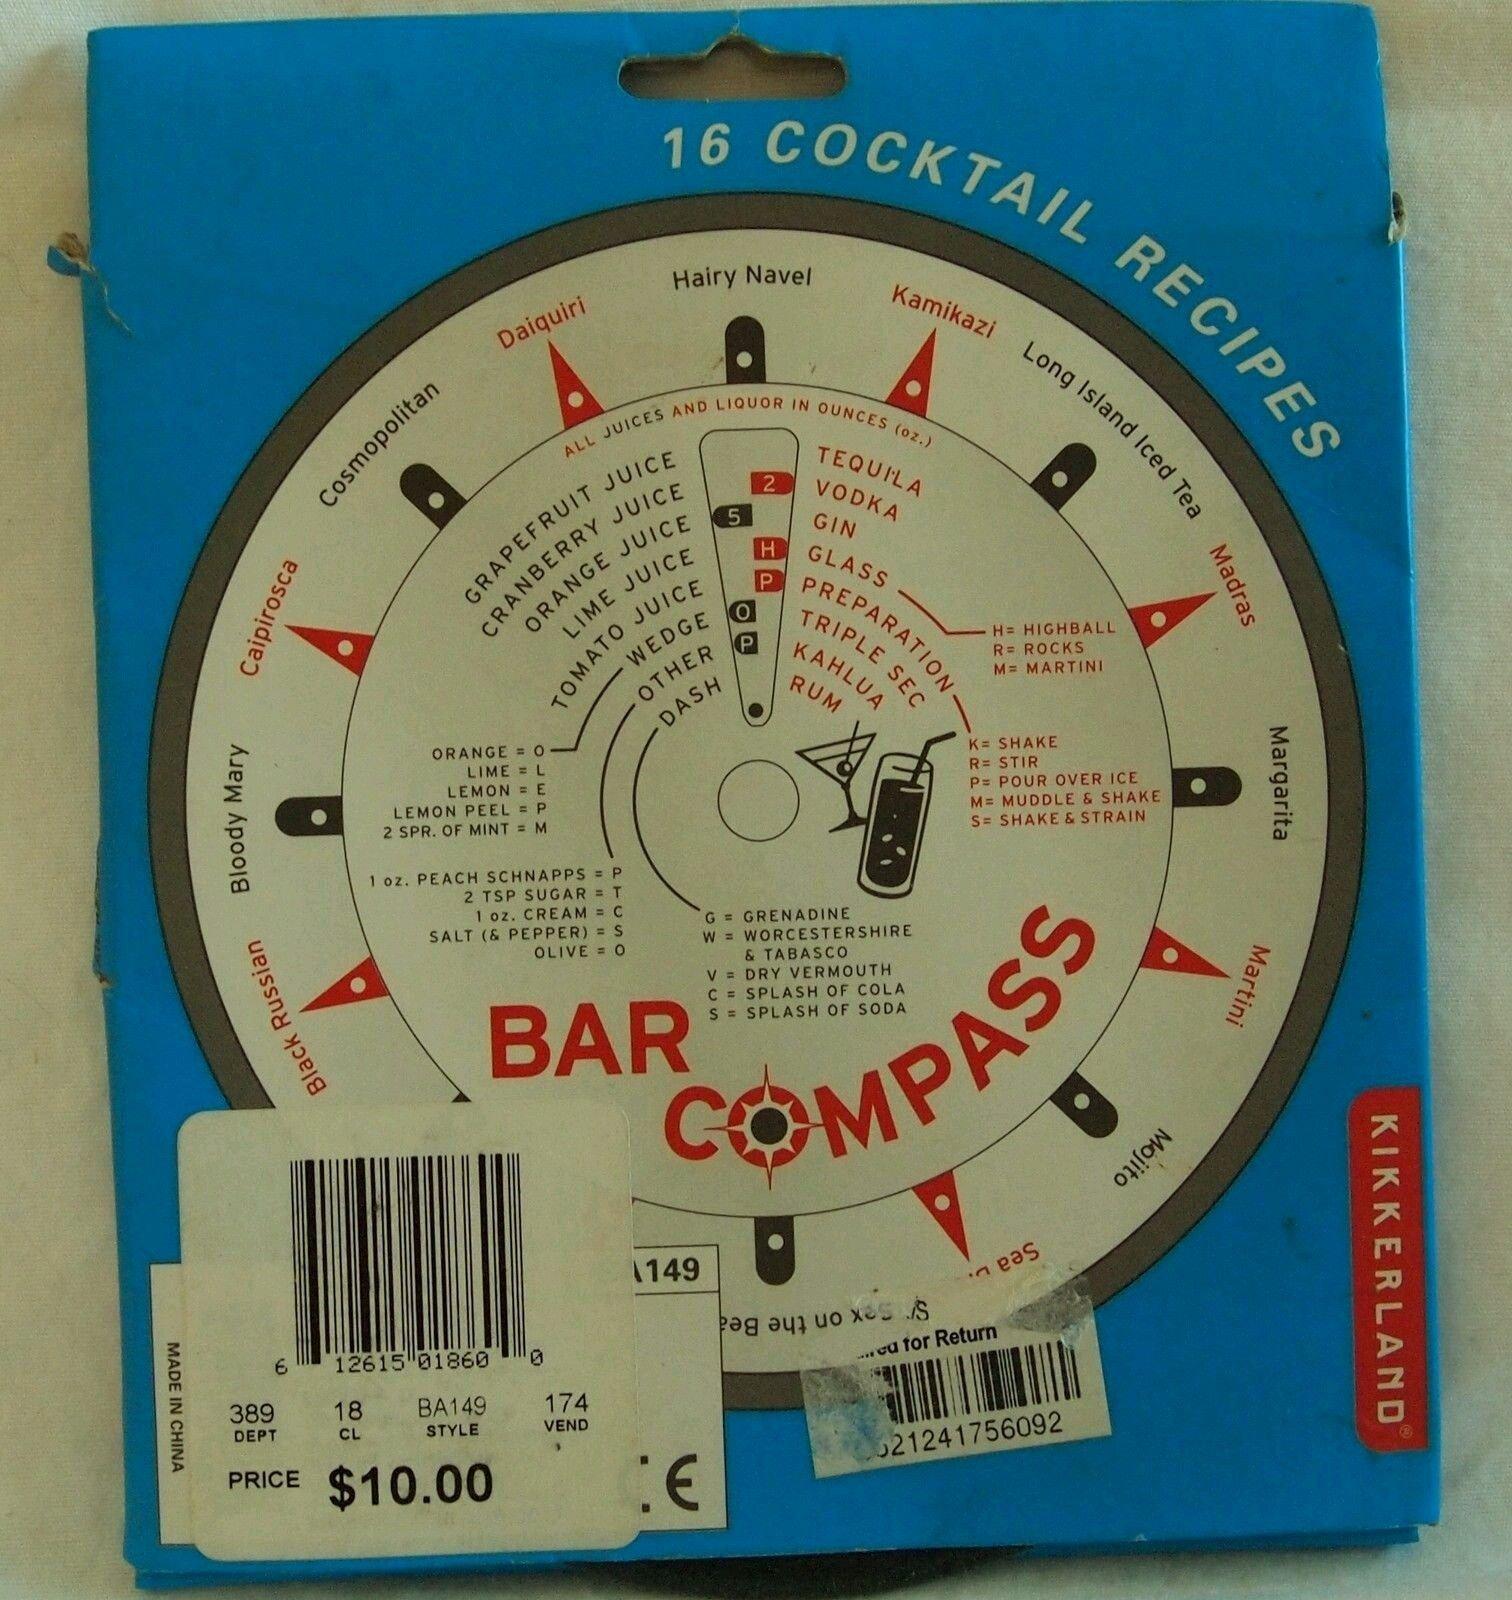 16 COCKTAIL RECIPES
Hairy Navel
Kamikazi
Long Island Iced Tea
Madras
Margarita
Martini
Mojito
Sea
Sex on the
Black Russian
Bloody Mary
Caipirosca
Cosmopolitan
Daiquiri
ALL JUICES AND LIQUOR IN OUNCES (oz.)
GRAPEFRUIT JUICE
CRANBERRY JUICE
ORANGE JUICE
LIME JUICE
TOMATO JUICE
WEDGE
OTHER
DASH
2
5
H
P
O
P
TEQUILA
VODKA
GIN
GLASS
PREPARATION
TRIPLE SEC
KAHLUA
RUM
H= HIGHBALL
R= ROCKS
M= MARTINI
K= SHAKE
R= STIR
P= POUR OVER ICE
M= MUDDLE & SHAKE
S= SHAKE & STRAIN
ORANGE = O
LIME = L
LEMON = E
LEMON PEEL = P
2 SPR. OF MINT = M
1 oz. PEACH SCHNAPPS = P
2 TSP SUGAR = T
1 oz. CREAM = C
SALT (& PEPPER) = S
OLIVE = O
G = GRENADINE
W = WORCESTERSHIRE
& TABASCO
V = DRY VERMOUTH
C = SPLASH OF COLA
S = SPLASH OF SODA
BAR
COMPASS
KIKKERLAND®
A149
for Return
21241756092
CE
MADE IN CHINA
6 12615 01860 0
389 18 BA149 174
DEPT CL STYLE VEND
PRICE $10.00